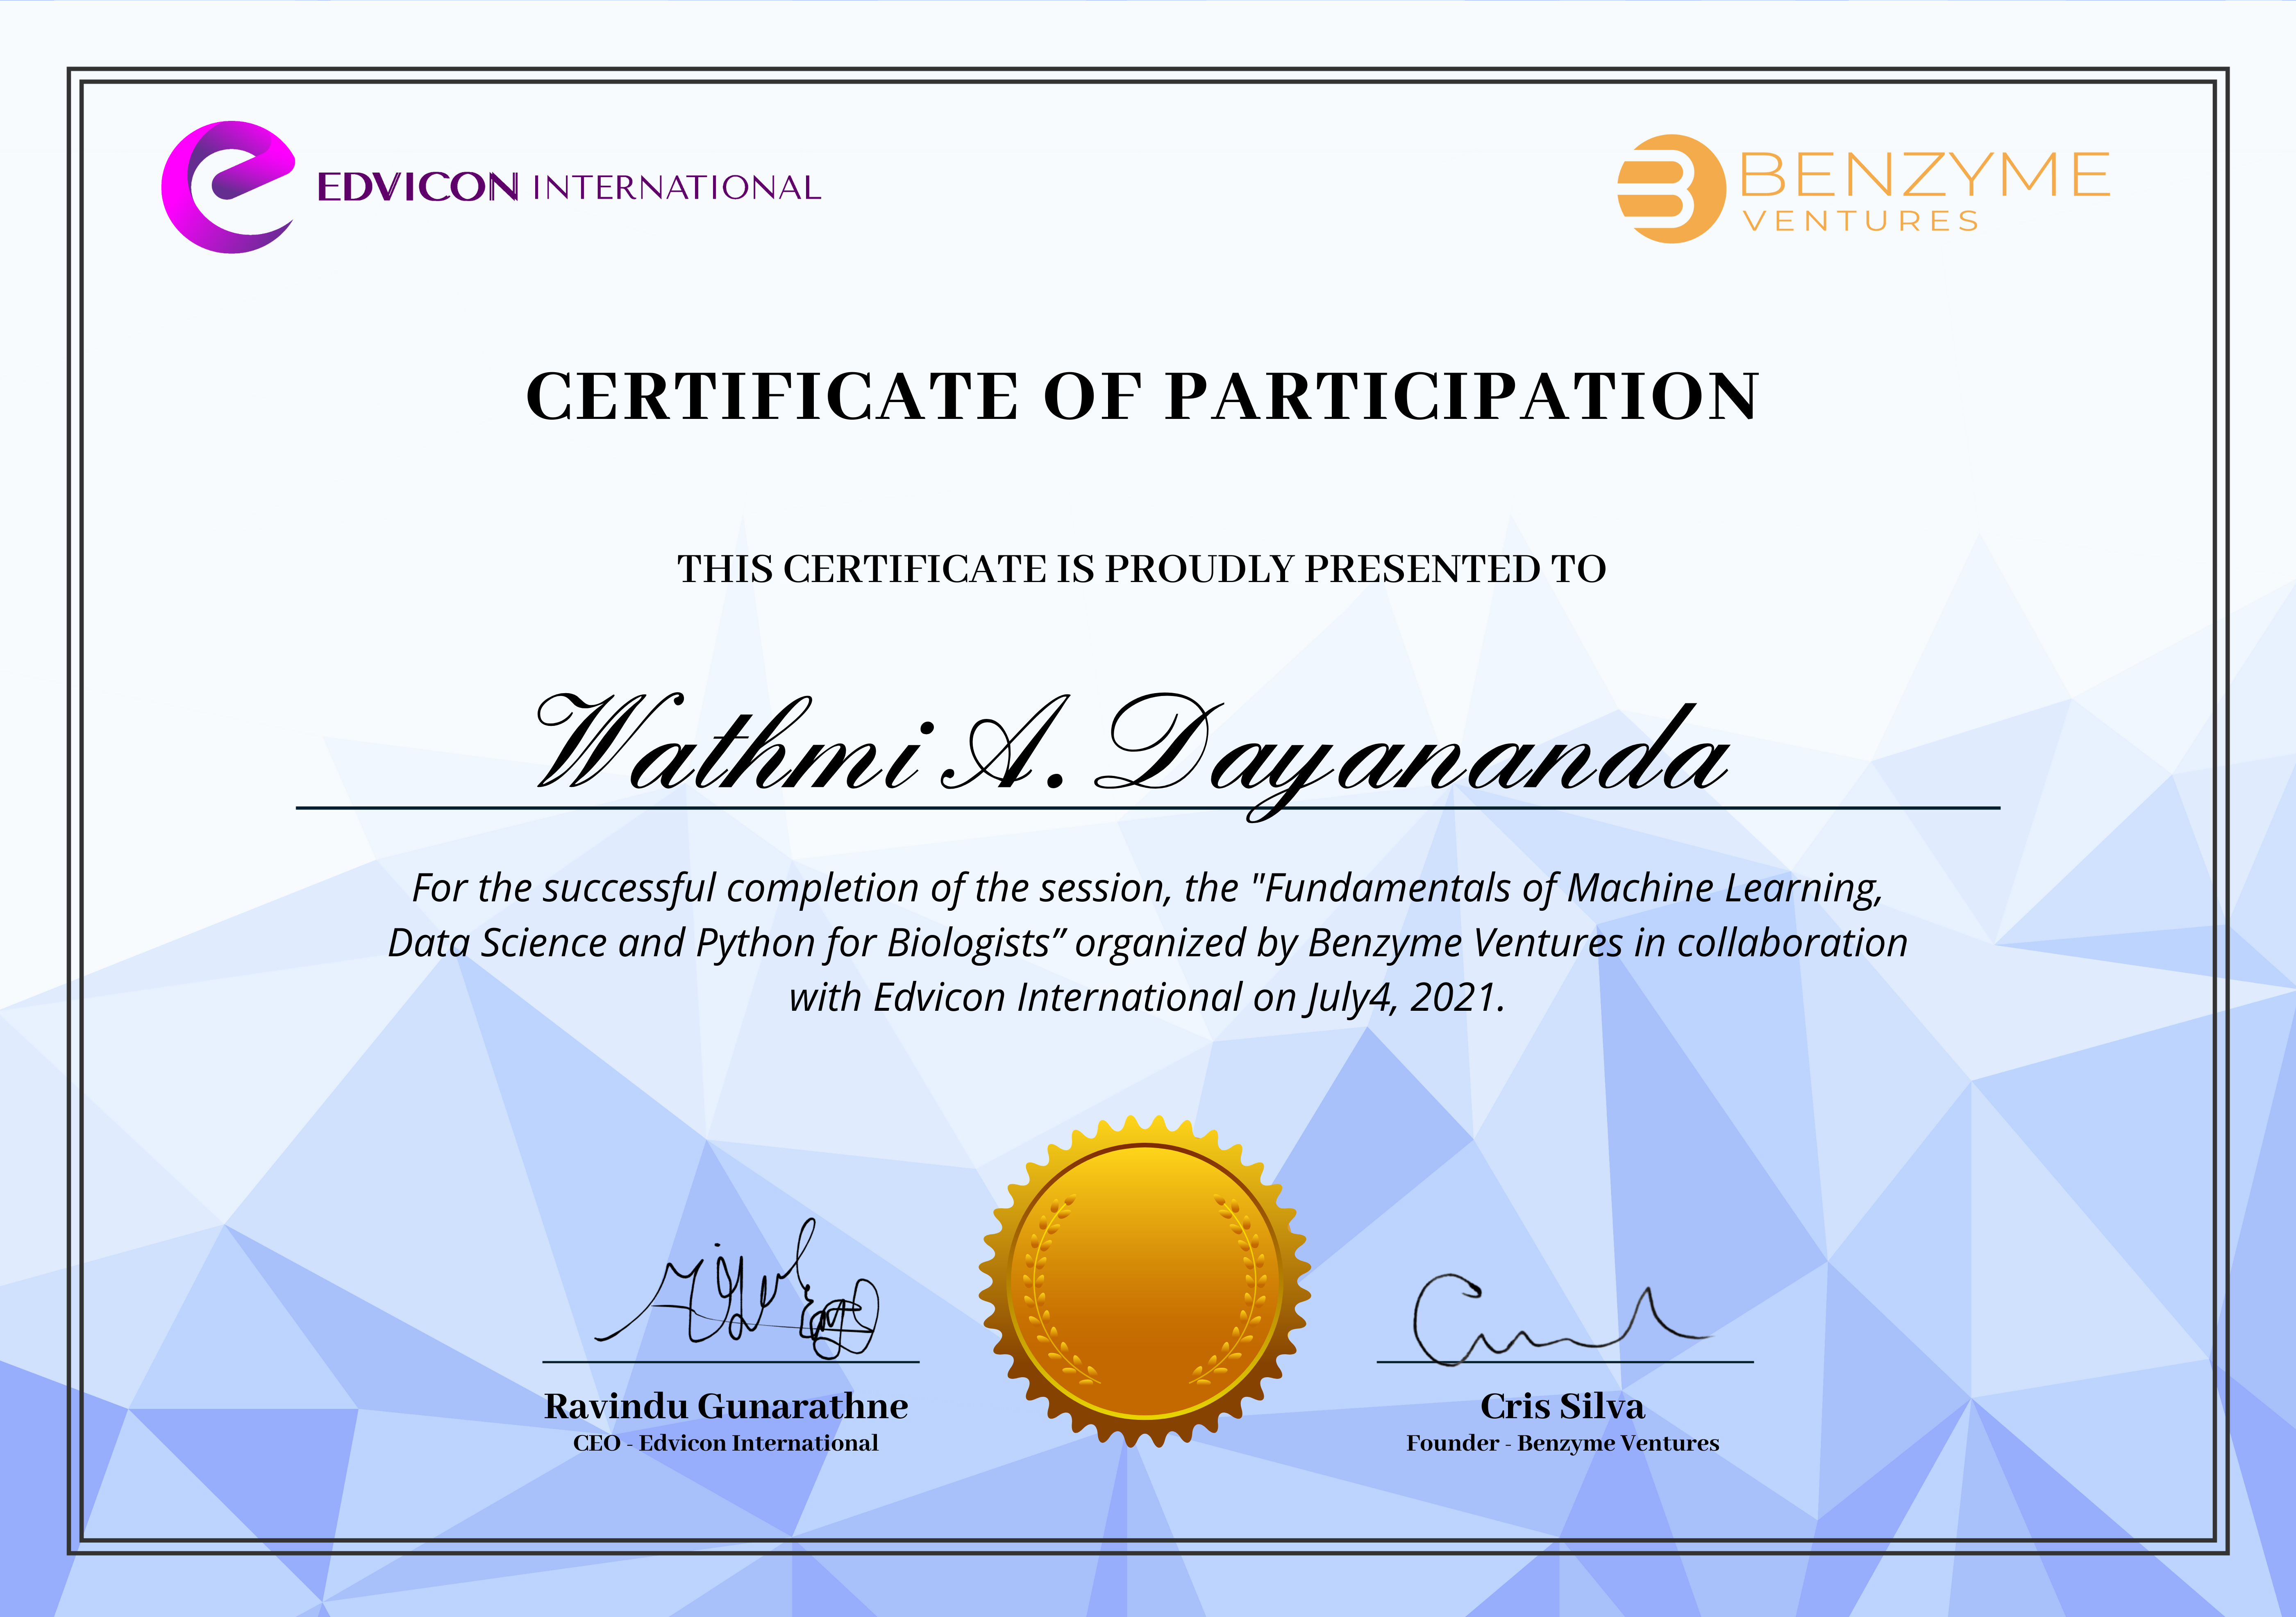 EDVICON INTERNATIONAL
BENZYME
VENTURES
CERTIFICATE OF PARTICIPATION
THIS CERTIFICATE IS PROUDLY PRESENTED TO
Wathmi A. Dayananda
For the successful completion of the session, the "Fundamentals of Machine Learning,
Data Science and Python for Biologists” organized by Benzyme Ventures in collaboration
with Edvicon International on July4, 2021.
Ravindu Gunarathne
CEO - Edvicon International
Cris Silva
Founder - Benzyme Ventures